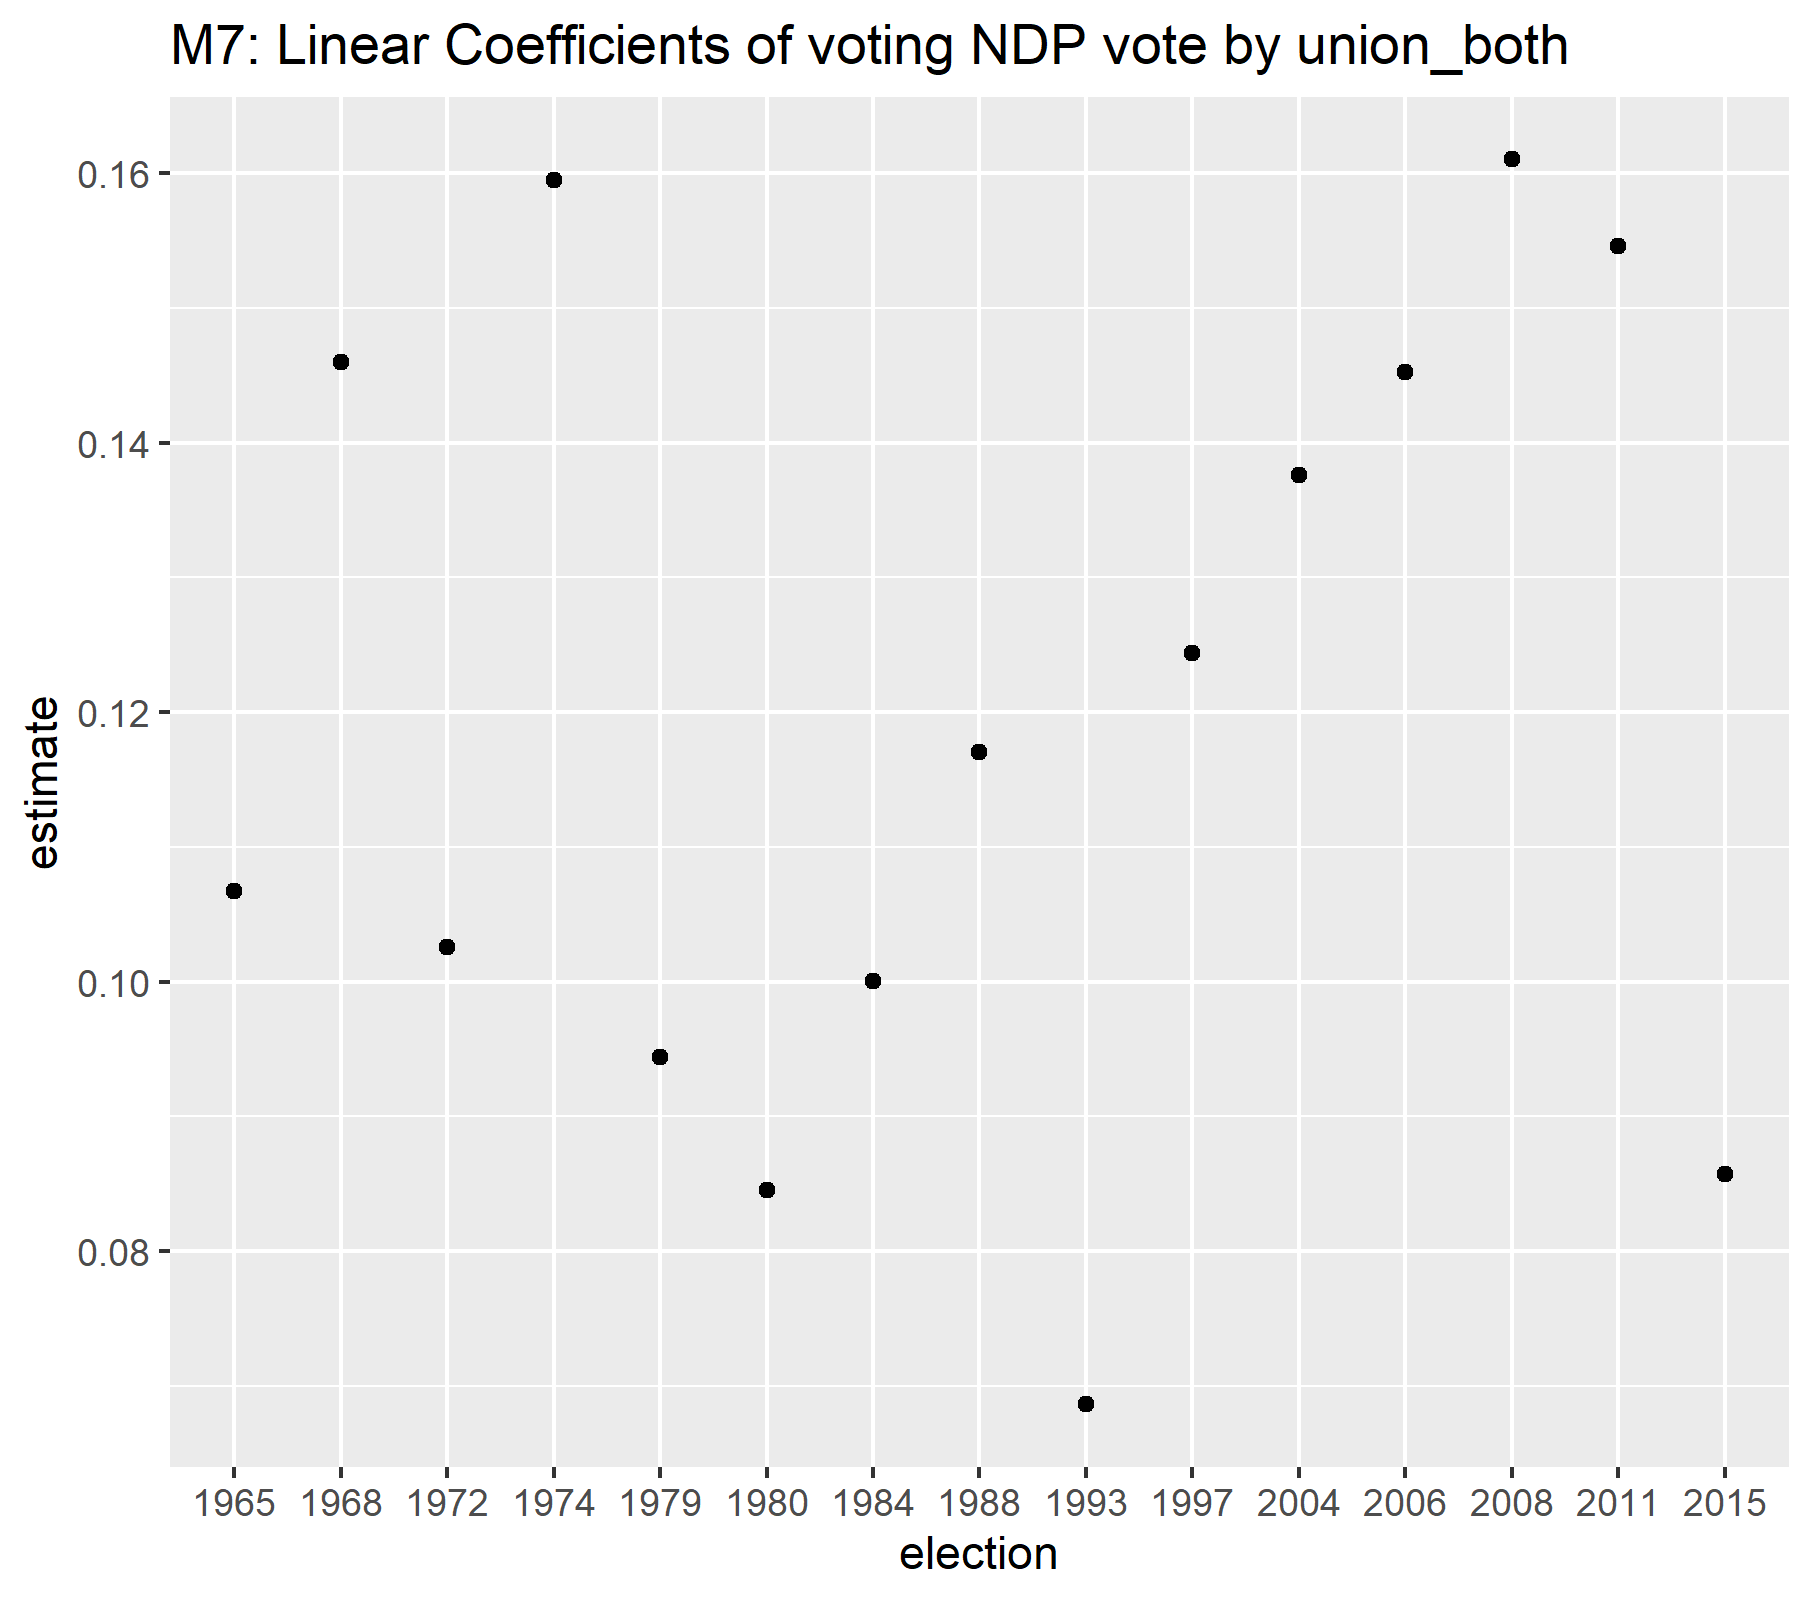 M7: Linear Coefficients of voting NDP vote by union_both
0.16
0.14
0.12
0.10
0.08
estimate
1965 1968 1972 1974 1979 1980 1984 1988 1993 1997 2004 2006 2008 2011 2015
election